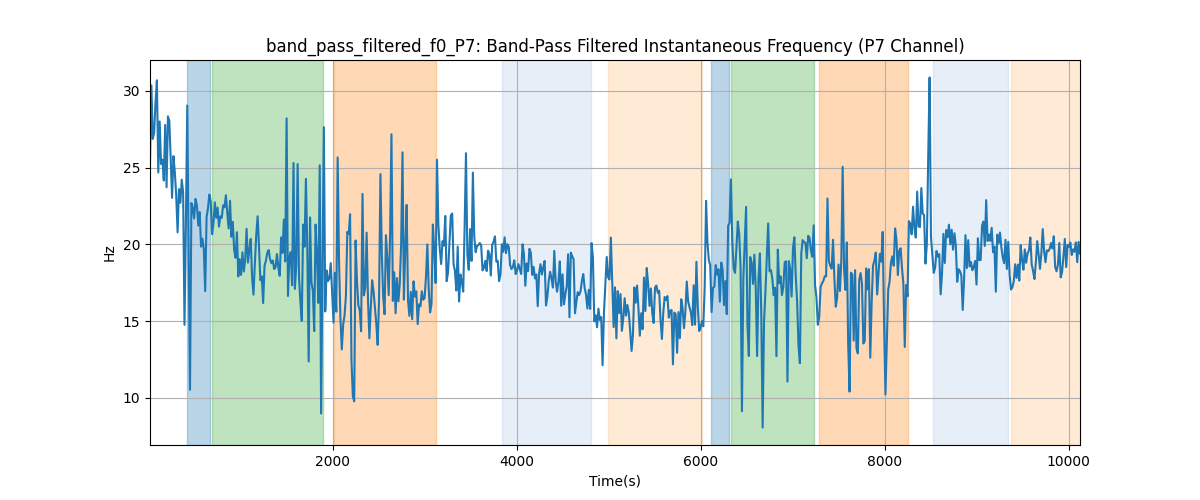 band_pass_filtered_f0_P7: Band-Pass Filtered Instantaneous Frequency (P7 Channel)
30
25
20
15
10
Hz
2000 4000 6000 8000 10000
Time(s)